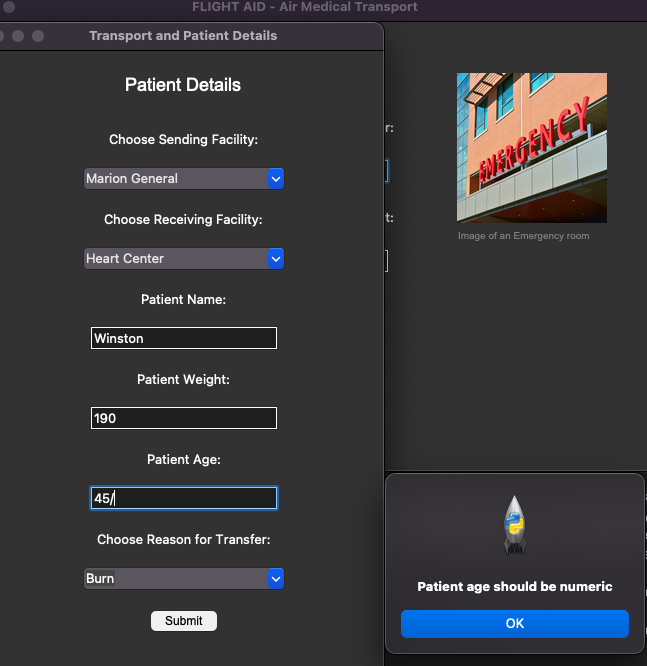 FLIGHT AID - Air Medical Transport
Transport and Patient Details
Patient Details
Choose Sending Facility:
Marion General
Choose Receiving Facility:
Heart Center
Patient Name:
Winston
Patient Weight:
190
Patient Age:
45/
Choose Reason for Transfer:
Burn
Submit
r:
t:
EMERGENCY
Image of an Emergency room
Patient age should be numeric
OK